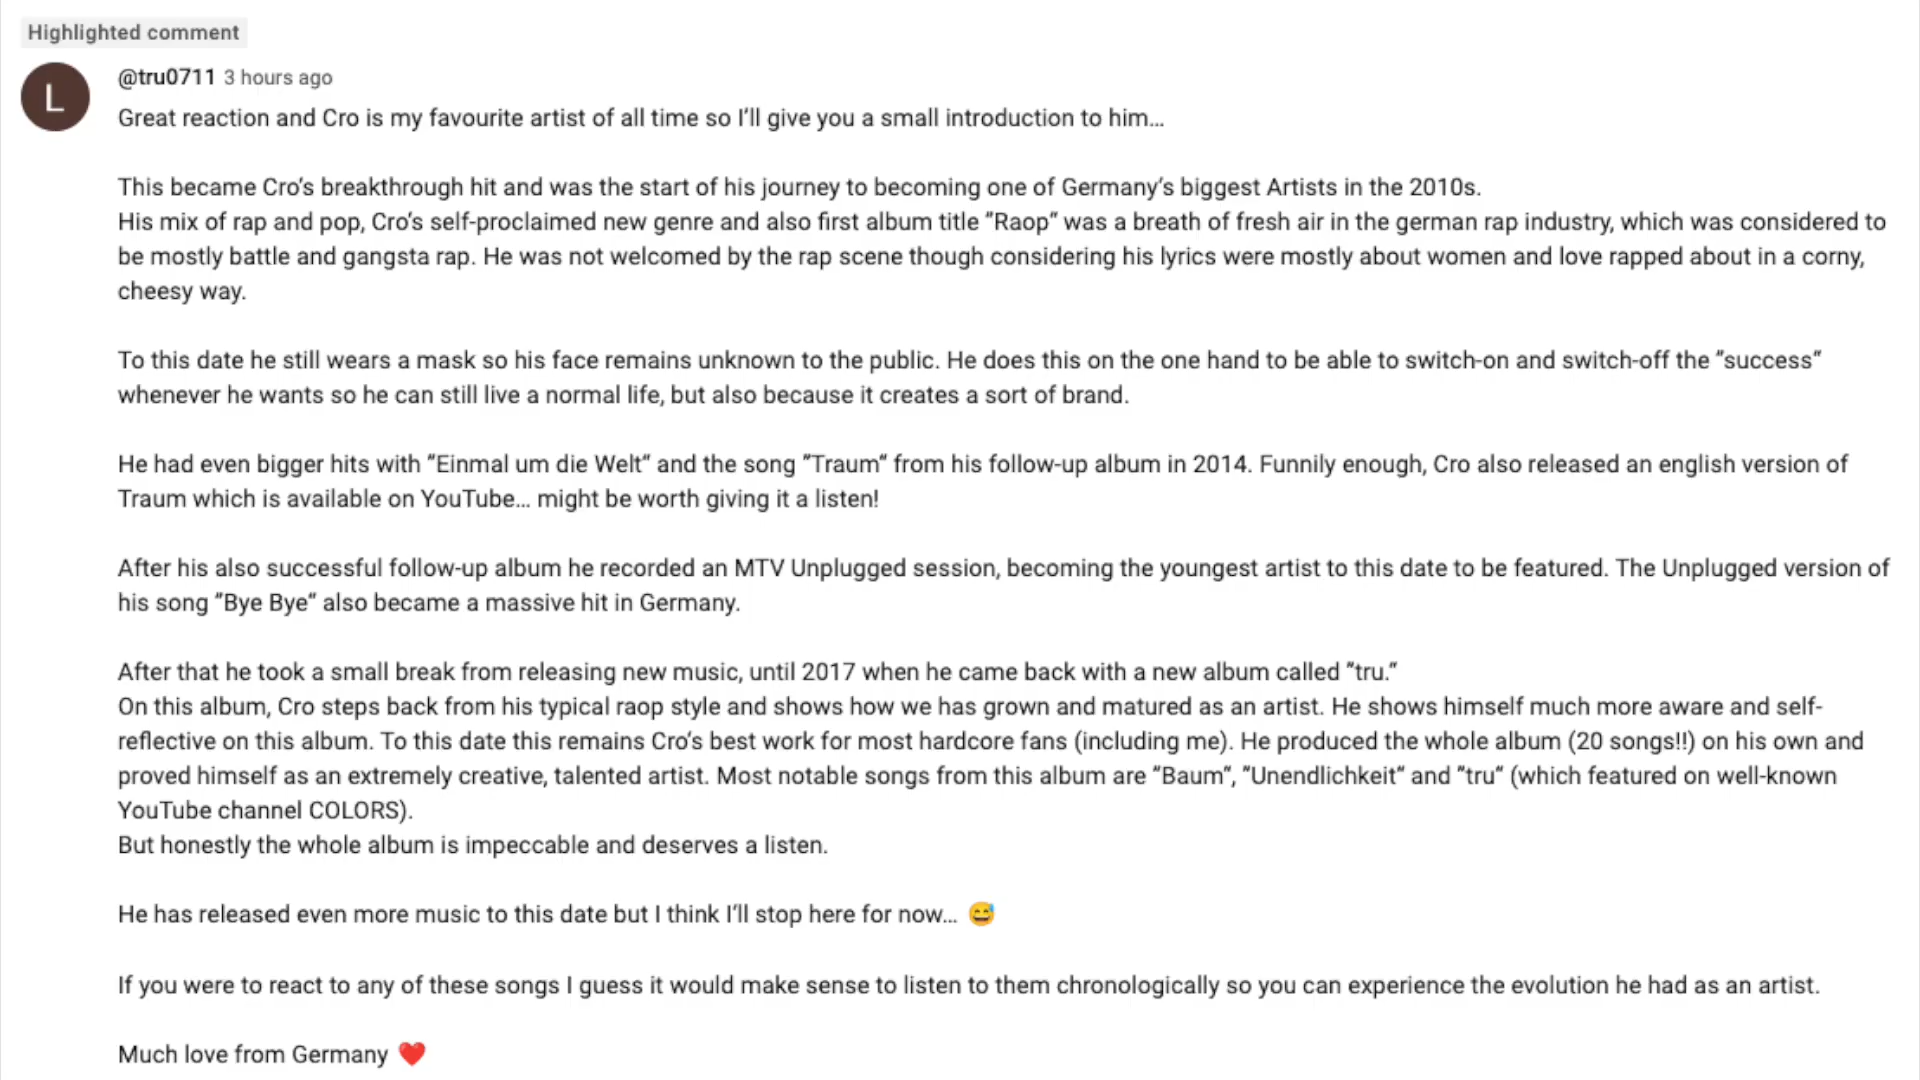 Highlighted comment
L
@tru0711 3 hours ago
Great reaction and Cro is my favourite artist of all time so I‘ll give you a small introduction to him…
This became Cro‘s breakthrough hit and was the start of his journey to becoming one of Germany‘s biggest Artists in the 2010s.
His mix of rap and pop, Cro‘s self-proclaimed new genre and also first album title “Raop“ was a breath of fresh air in the german rap industry, which was considered to
be mostly battle and gangsta rap. He was not welcomed by the rap scene though considering his lyrics were mostly about women and love rapped about in a corny,
cheesy way.
To this date he still wears a mask so his face remains unknown to the public. He does this on the one hand to be able to switch-on and switch-off the “success“
whenever he wants so he can still live a normal life, but also because it creates a sort of brand.
He had even bigger hits with “Einmal um die Welt“ and the song “Traum“ from his follow-up album in 2014. Funnily enough, Cro also released an english version of
Traum which is available on YouTube… might be worth giving it a listen!
After his also successful follow-up album he recorded an MTV Unplugged session, becoming the youngest artist to this date to be featured. The Unplugged version of
his song “Bye Bye“ also became a massive hit in Germany.
After that he took a small break from releasing new music, until 2017 when he came back with a new album called “tru.“
On this album, Cro steps back from his typical raop style and shows how we has grown and matured as an artist. He shows himself much more aware and self-
reflective on this album. To this date this remains Cro‘s best work for most hardcore fans (including me). He produced the whole album (20 songs!!) on his own and
proved himself as an extremely creative, talented artist. Most notable songs from this album are “Baum“, “Unendlichkeit“ and “tru“ (which featured on well-known
YouTube channel COLORS).
But honestly the whole album is impeccable and deserves a listen.
He has released even more music to this date but I think I‘ll stop here for now… 😅
If you were to react to any of these songs I guess it would make sense to listen to them chronologically so you can experience the evolution he had as an artist.
Much love from Germany ❤️